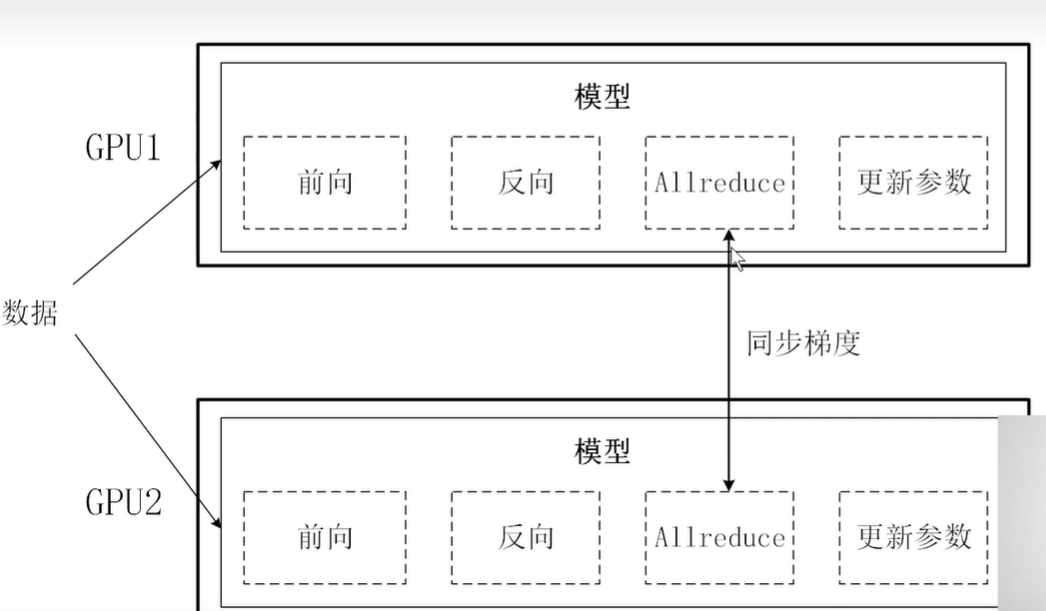 模型
GPU1
前向
反向
Allreduce
更新参数
数据
同步梯度
模型
GPU2
前向
反向
Allreduce
更新参数